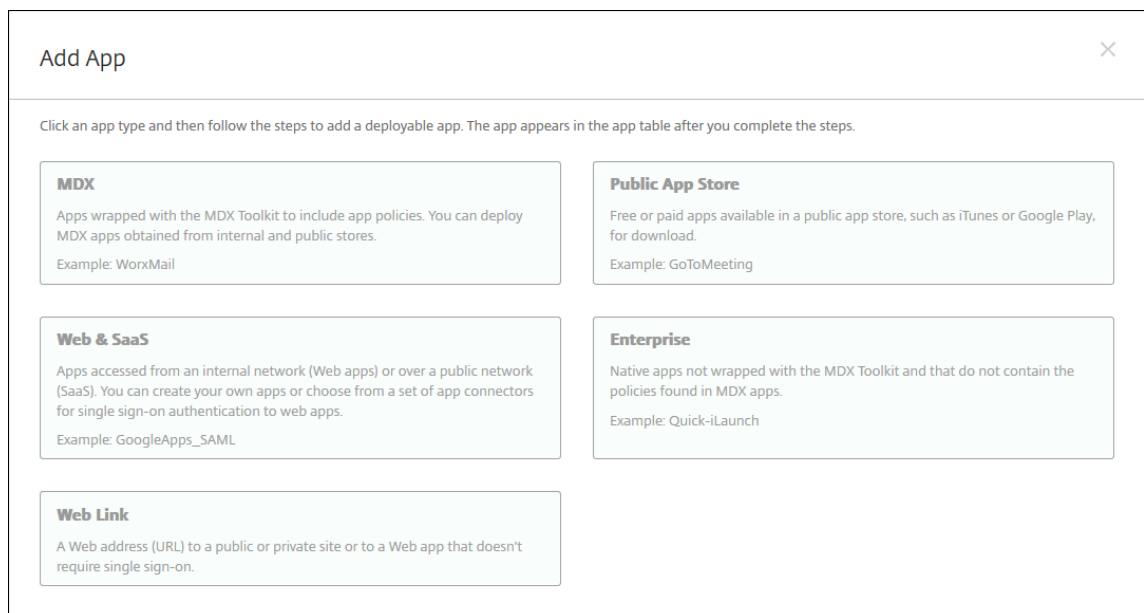 Add App
Click an app type and then follow the steps to add a deployable app. The app appears in the app table after you complete the steps.
MDX
Apps wrapped with the MDX Toolkit to include app policies. You can deploy
MDX apps obtained from internal and public stores.
Example: WorxMail
Public App Store
Free or paid apps available in a public app store, such as iTunes or Google Play,
for download.
Example: GoToMeeting
Web & SaaS
Apps accessed from an internal network (Web apps) or over a public network
(SaaS). You can create your own apps or choose from a set of app connectors
for single sign-on authentication to web apps.
Example: GoogleApps_SAML
Enterprise
Native apps not wrapped with the MDX Toolkit and that do not contain the
policies found in MDX apps.
Example: Quick-iLaunch
Web Link
A Web address (URL) to a public or private site or to a Web app that doesn't
require single sign-on.